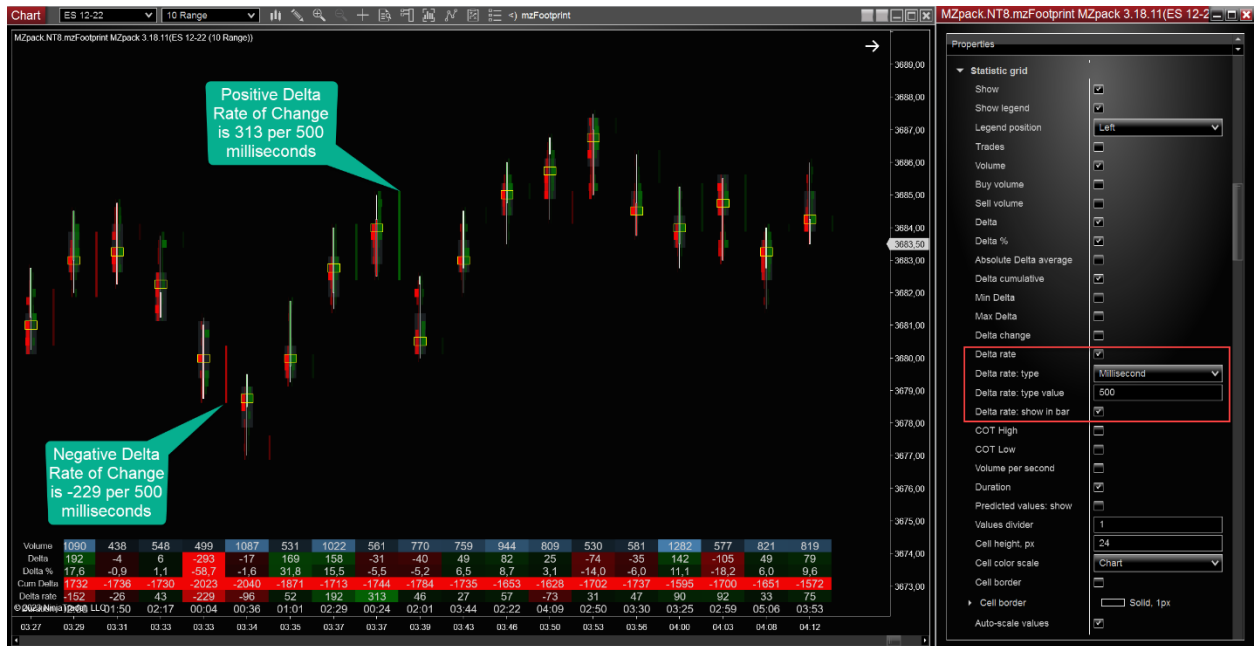 Chart ES 12-22 10 Range <) mzFootprint
MZpack.NT8.mzFootprint MZpack 3.18.11(ES 12-22 (10 Range))
Positive Delta
Rate of Change
is 313 per 500
milliseconds
Negative Delta
Rate of Change
is -229 per 500
milliseconds
3689,00
3688,00
3687,00
3686,00
3685,00
3684,00
3683,50
3683,00
3682,00
3681,00
3680,00
3679,00
3678,00
3677,00
3676,00
3675,00
3674,00
3673,00
Volume 1090 438 548 499 1087 531 1022 561 770 759 944 809 530 581 1282 577 821 819
Delta 192 -4 6 -293 -17 169 158 -31 -40 49 82 25 -74 -35 142 -105 49 79
Delta % 17,6 -0,9 1,1 -58,7 -1,6 31,8 15,5 -5,5 -5,2 6,5 8,7 3,1 -14,0 -6,0 11,1 -18,2 6,0 9,6
Cum Delta -1732 -1736 -1730 -2023 -2040 -1871 -1713 -1744 -1784 -1735 -1653 -1628 -1702 -1737 -1595 -1700 -1651 -1572
Delta rate -152 -26 43 -229 -96 52 192 313 46 27 57 -73 31 47 90 92 33 75
01:50 02:17 00:04 00:36 01:01 02:29 00:24 02:01 03:44 02:22 04:09 02:50 03:30 03:25 02:59 05:06 03:53
03:27 03:29 03:31 03:33 03:33 03:34 03:35 03:37 03:37 03:39 03:43 03:46 03:50 03:53 03:56 04:00 04:03 04:08 04:12
MZpack.NT8.mzFootprint MZpack 3.18.11(ES 12-2
Properties
Statistic grid
Show
Show legend
Legend position Left
Trades
Volume
Buy volume
Sell volume
Delta
Delta %
Absolute Delta average
Delta cumulative
Min Delta
Max Delta
Delta change
Delta rate
Delta rate: type Millisecond
Delta rate: type value 500
Delta rate: show in bar
COT High
COT Low
Volume per second
Duration
Predicted values: show
Values divider 1
Cell height, px 24
Cell color scale Chart
Cell border
Cell border Solid, 1px
Auto-scale values